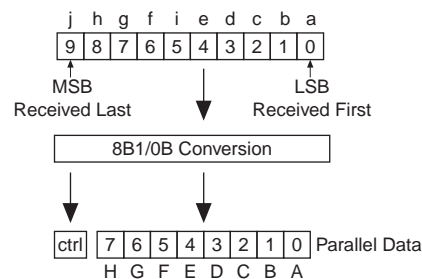 j h g f i e d c b a
9 8 7 6 5 4 3 2 1 0
MSB LSB
Received Last Received First
8B1/0B Conversion
ctrl 7 6 5 4 3 2 1 0 Parallel Data
H G F E D C B A